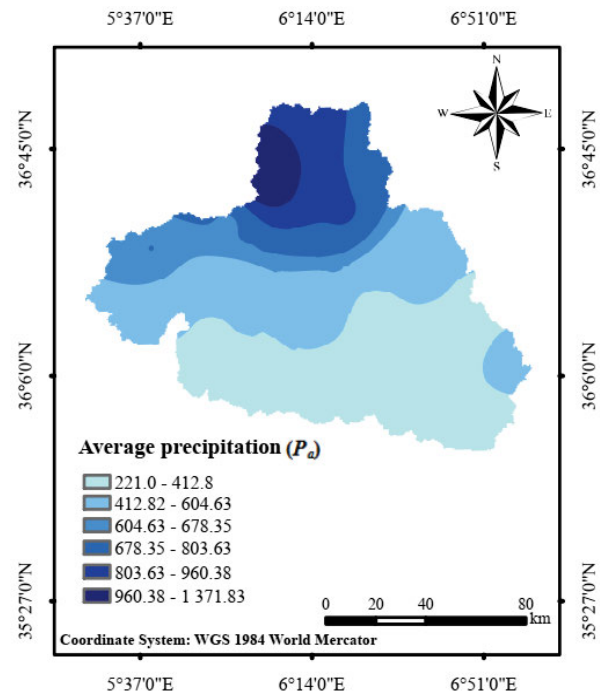 5°37'0"E 6°14'0"E 6°51'0"E
N
W E
S
36°45'0"N 36°45'0"N
36°6'0"N 36°6'0"N
Average precipitation (Pₐ)
221.0 - 412.8
412.82 - 604.63
604.63 - 678.35
678.35 - 803.63
803.63 - 960.38
960.38 - 1 371.83
35°27'0"N 35°27'0"N
0 20 40 80
km
Coordinate System: WGS 1984 World Mercator
5°37'0"E 6°14'0"E 6°51'0"E